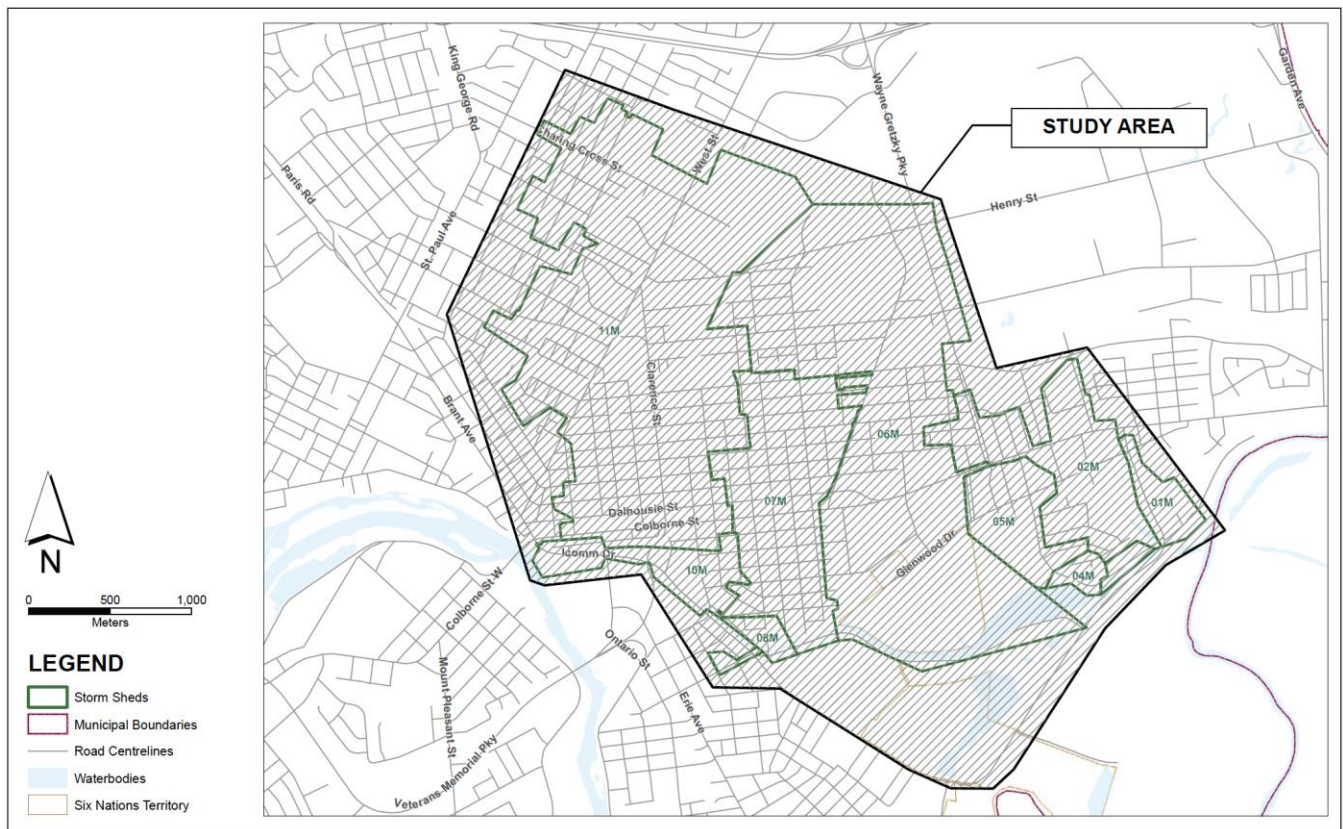 King George Rd
Wayne Gretzky Pky
Garden Ave
STUDY AREA
Charing Cross St
West St
Paris Rd
Henry St
St. Paul Ave
11M
Clarence St
Brant Ave
06M
02M
07M
01M
Dalhousie St
Colborne St
05M
Icomm Dr
Glenwood Dr
10M
04M
N
Colborne St W
0 500 1,000
Meters
08M
Ontario St
Mount Pleasant St
Erie Ave
Veterans Memorial Pky
LEGEND
Storm Sheds
Municipal Boundaries
Road Centrelines
Waterbodies
Six Nations Territory